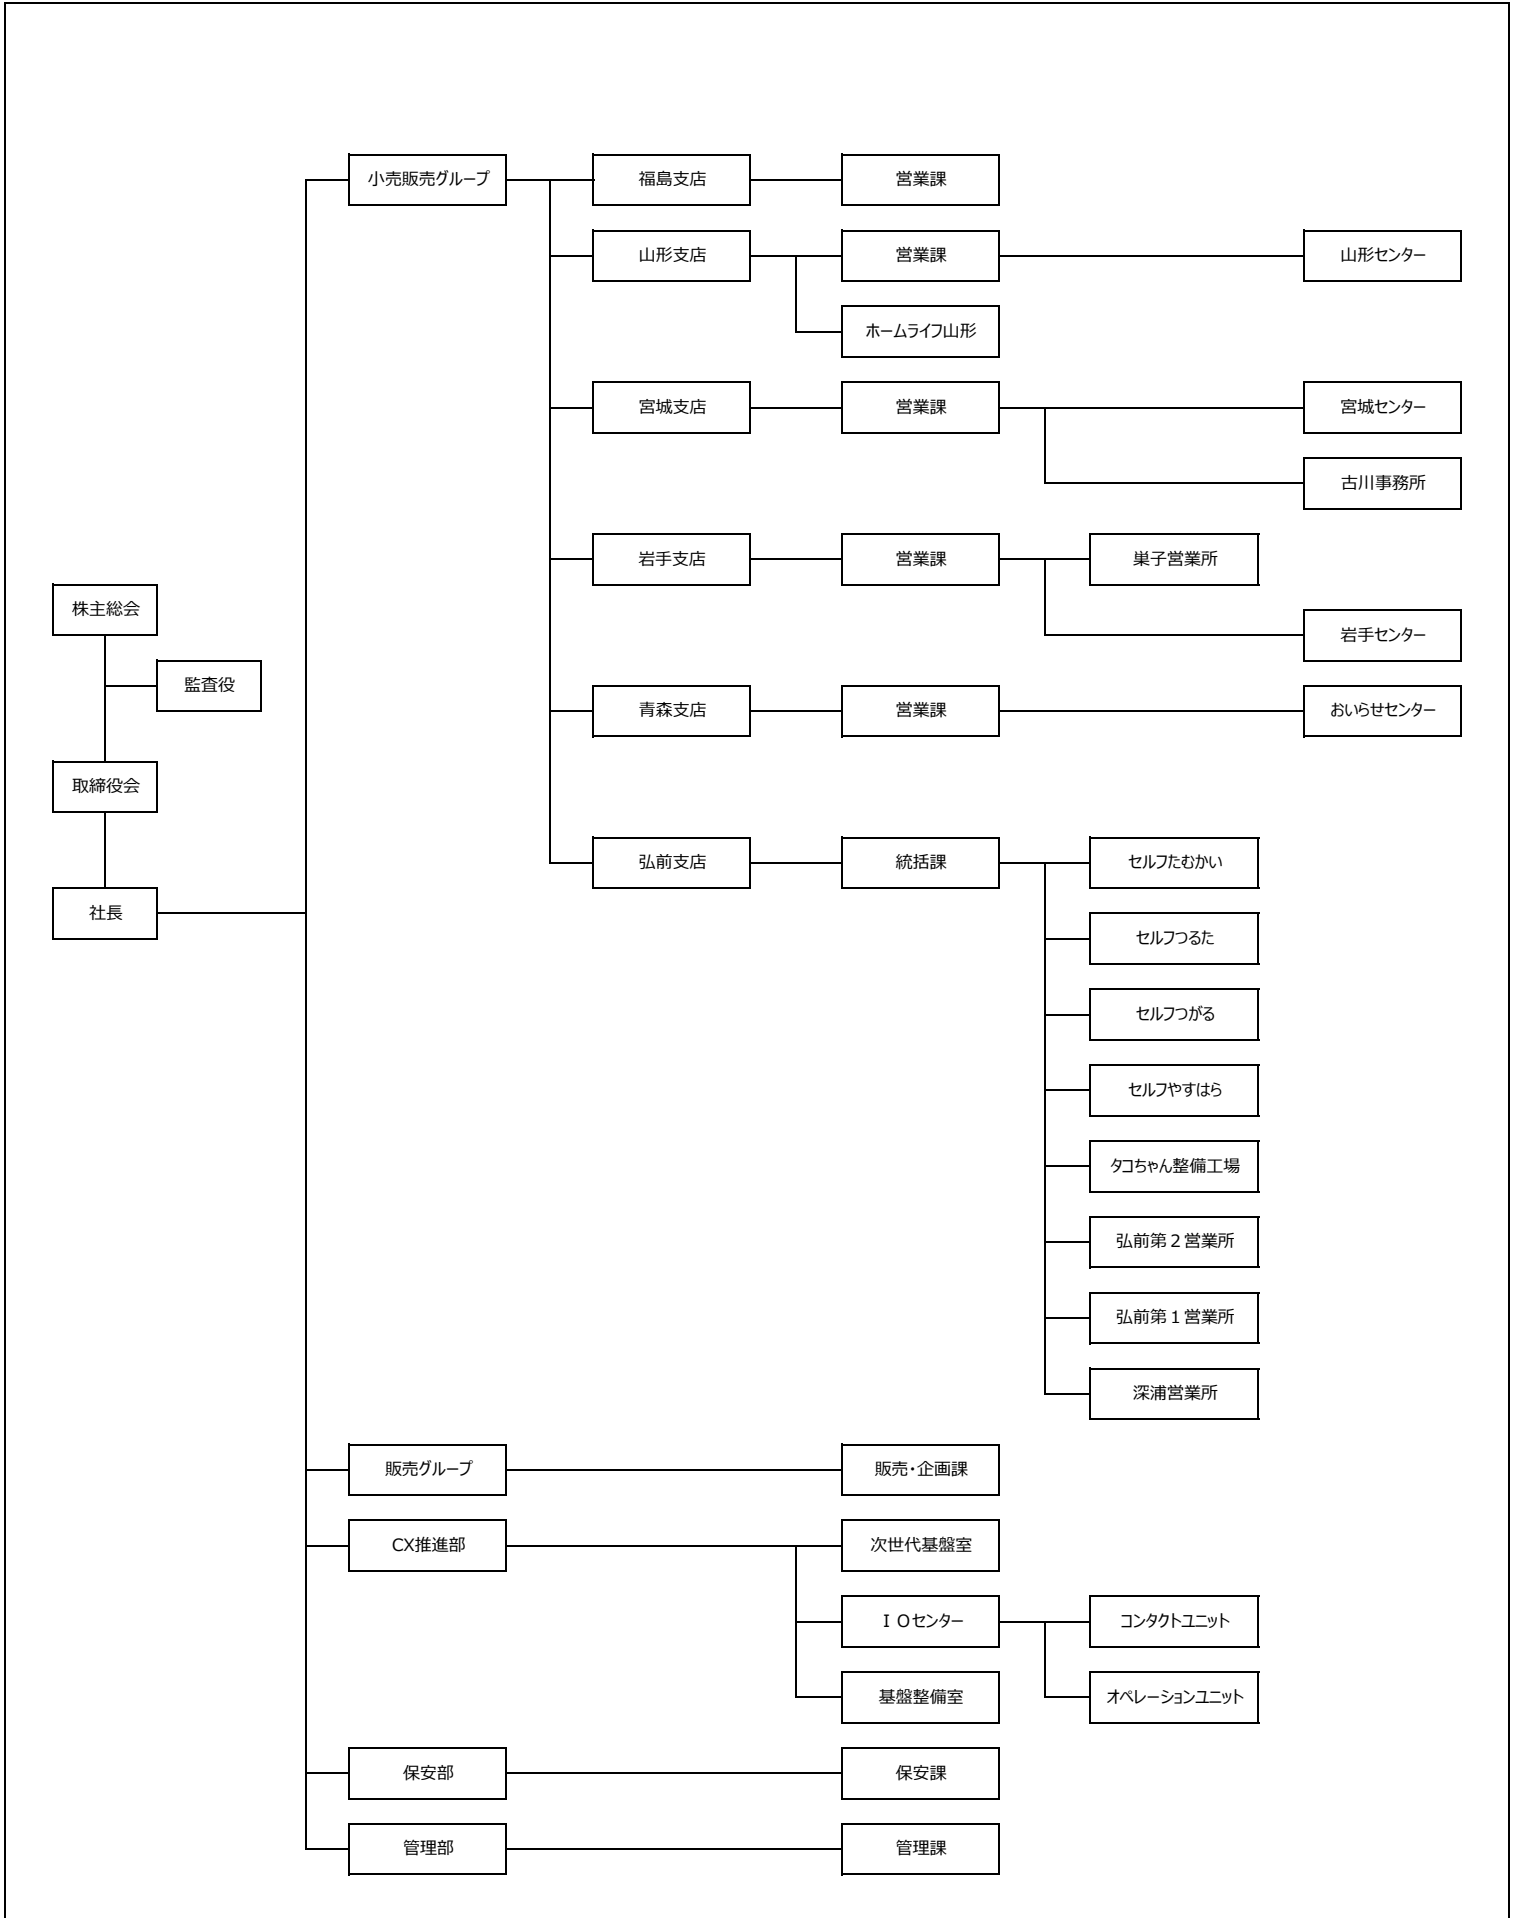 小売販売グループ
福島支店
営業課
山形支店
営業課
山形センター
ホームライフ山形
宮城支店
営業課
宮城センター
古川事務所
岩手支店
営業課
巣子営業所
株主総会
岩手センター
監査役
青森支店
営業課
おいらせセンター
取締役会
弘前支店
統括課
セルフたむかい
社長
セルフつるた
セルフつがる
セルフやすはら
タコちゃん整備工場
弘前第２営業所
弘前第１営業所
深浦営業所
販売グループ
販売・企画課
CX推進部
次世代基盤室
ＩＯセンター
コンタクトユニット
基盤整備室
オペレーションユニット
保安部
保安課
管理部
管理課